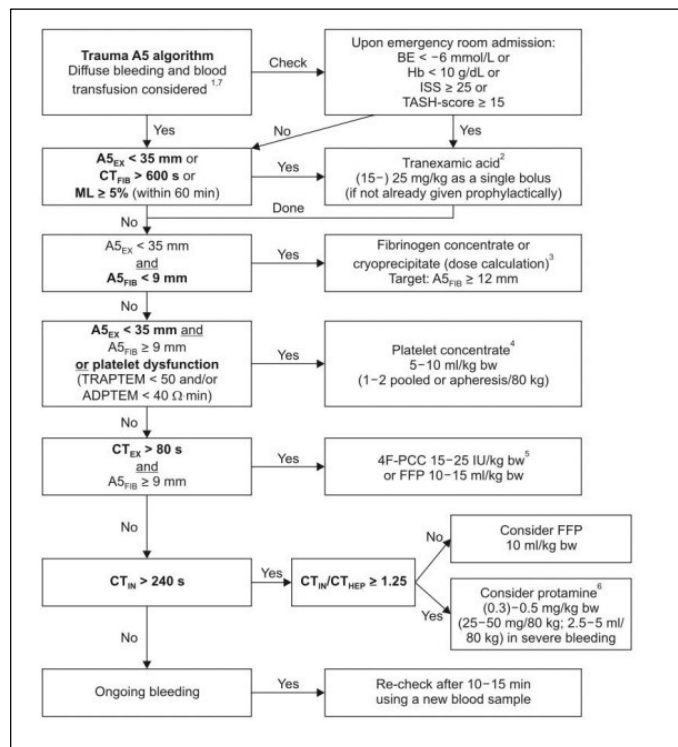 Trauma A5 algorithm
Diffuse bleeding and blood
transfusion considered 1,7
Check
Upon emergency room admission:
BE < −6 mmol/L or
Hb < 10 g/dL or
ISS ≥ 25 or
TASH-score ≥ 15
Yes
No
Yes
A5EX < 35 mm or
CTFIB > 600 s or
ML ≥ 5% (within 60 min)
Yes
Tranexamic acid2
(15−) 25 mg/kg as a single bolus
(if not already given prophylactically)
No
Done
A5EX < 35 mm
and
A5FIB < 9 mm
Yes
Fibrinogen concentrate or
cryoprecipitate (dose calculation)3
Target: A5FIB ≥ 12 mm
No
A5EX < 35 mm and
A5FIB ≥ 9 mm
or platelet dysfunction
(TRAPTEM < 50 and/or
ADPTEM < 40 Ω min)
Yes
Platelet concentrate4
5−10 ml/kg bw
(1−2 pooled or apheresis/80 kg)
No
CTEX > 80 s
and
A5FIB ≥ 9 mm
Yes
4F-PCC 15−25 IU/kg bw5
or FFP 10−15 ml/kg bw
No
CTIN > 240 s
Yes
CTIN/CTHEP ≥ 1.25
No
Consider FFP
10 ml/kg bw
Yes
Consider protamine6
(0.3)−0.5 mg/kg bw
(25−50 mg/80 kg; 2.5−5 ml/
80 kg) in severe bleeding
No
Ongoing bleeding
Yes
Re-check after 10−15 min
using a new blood sample